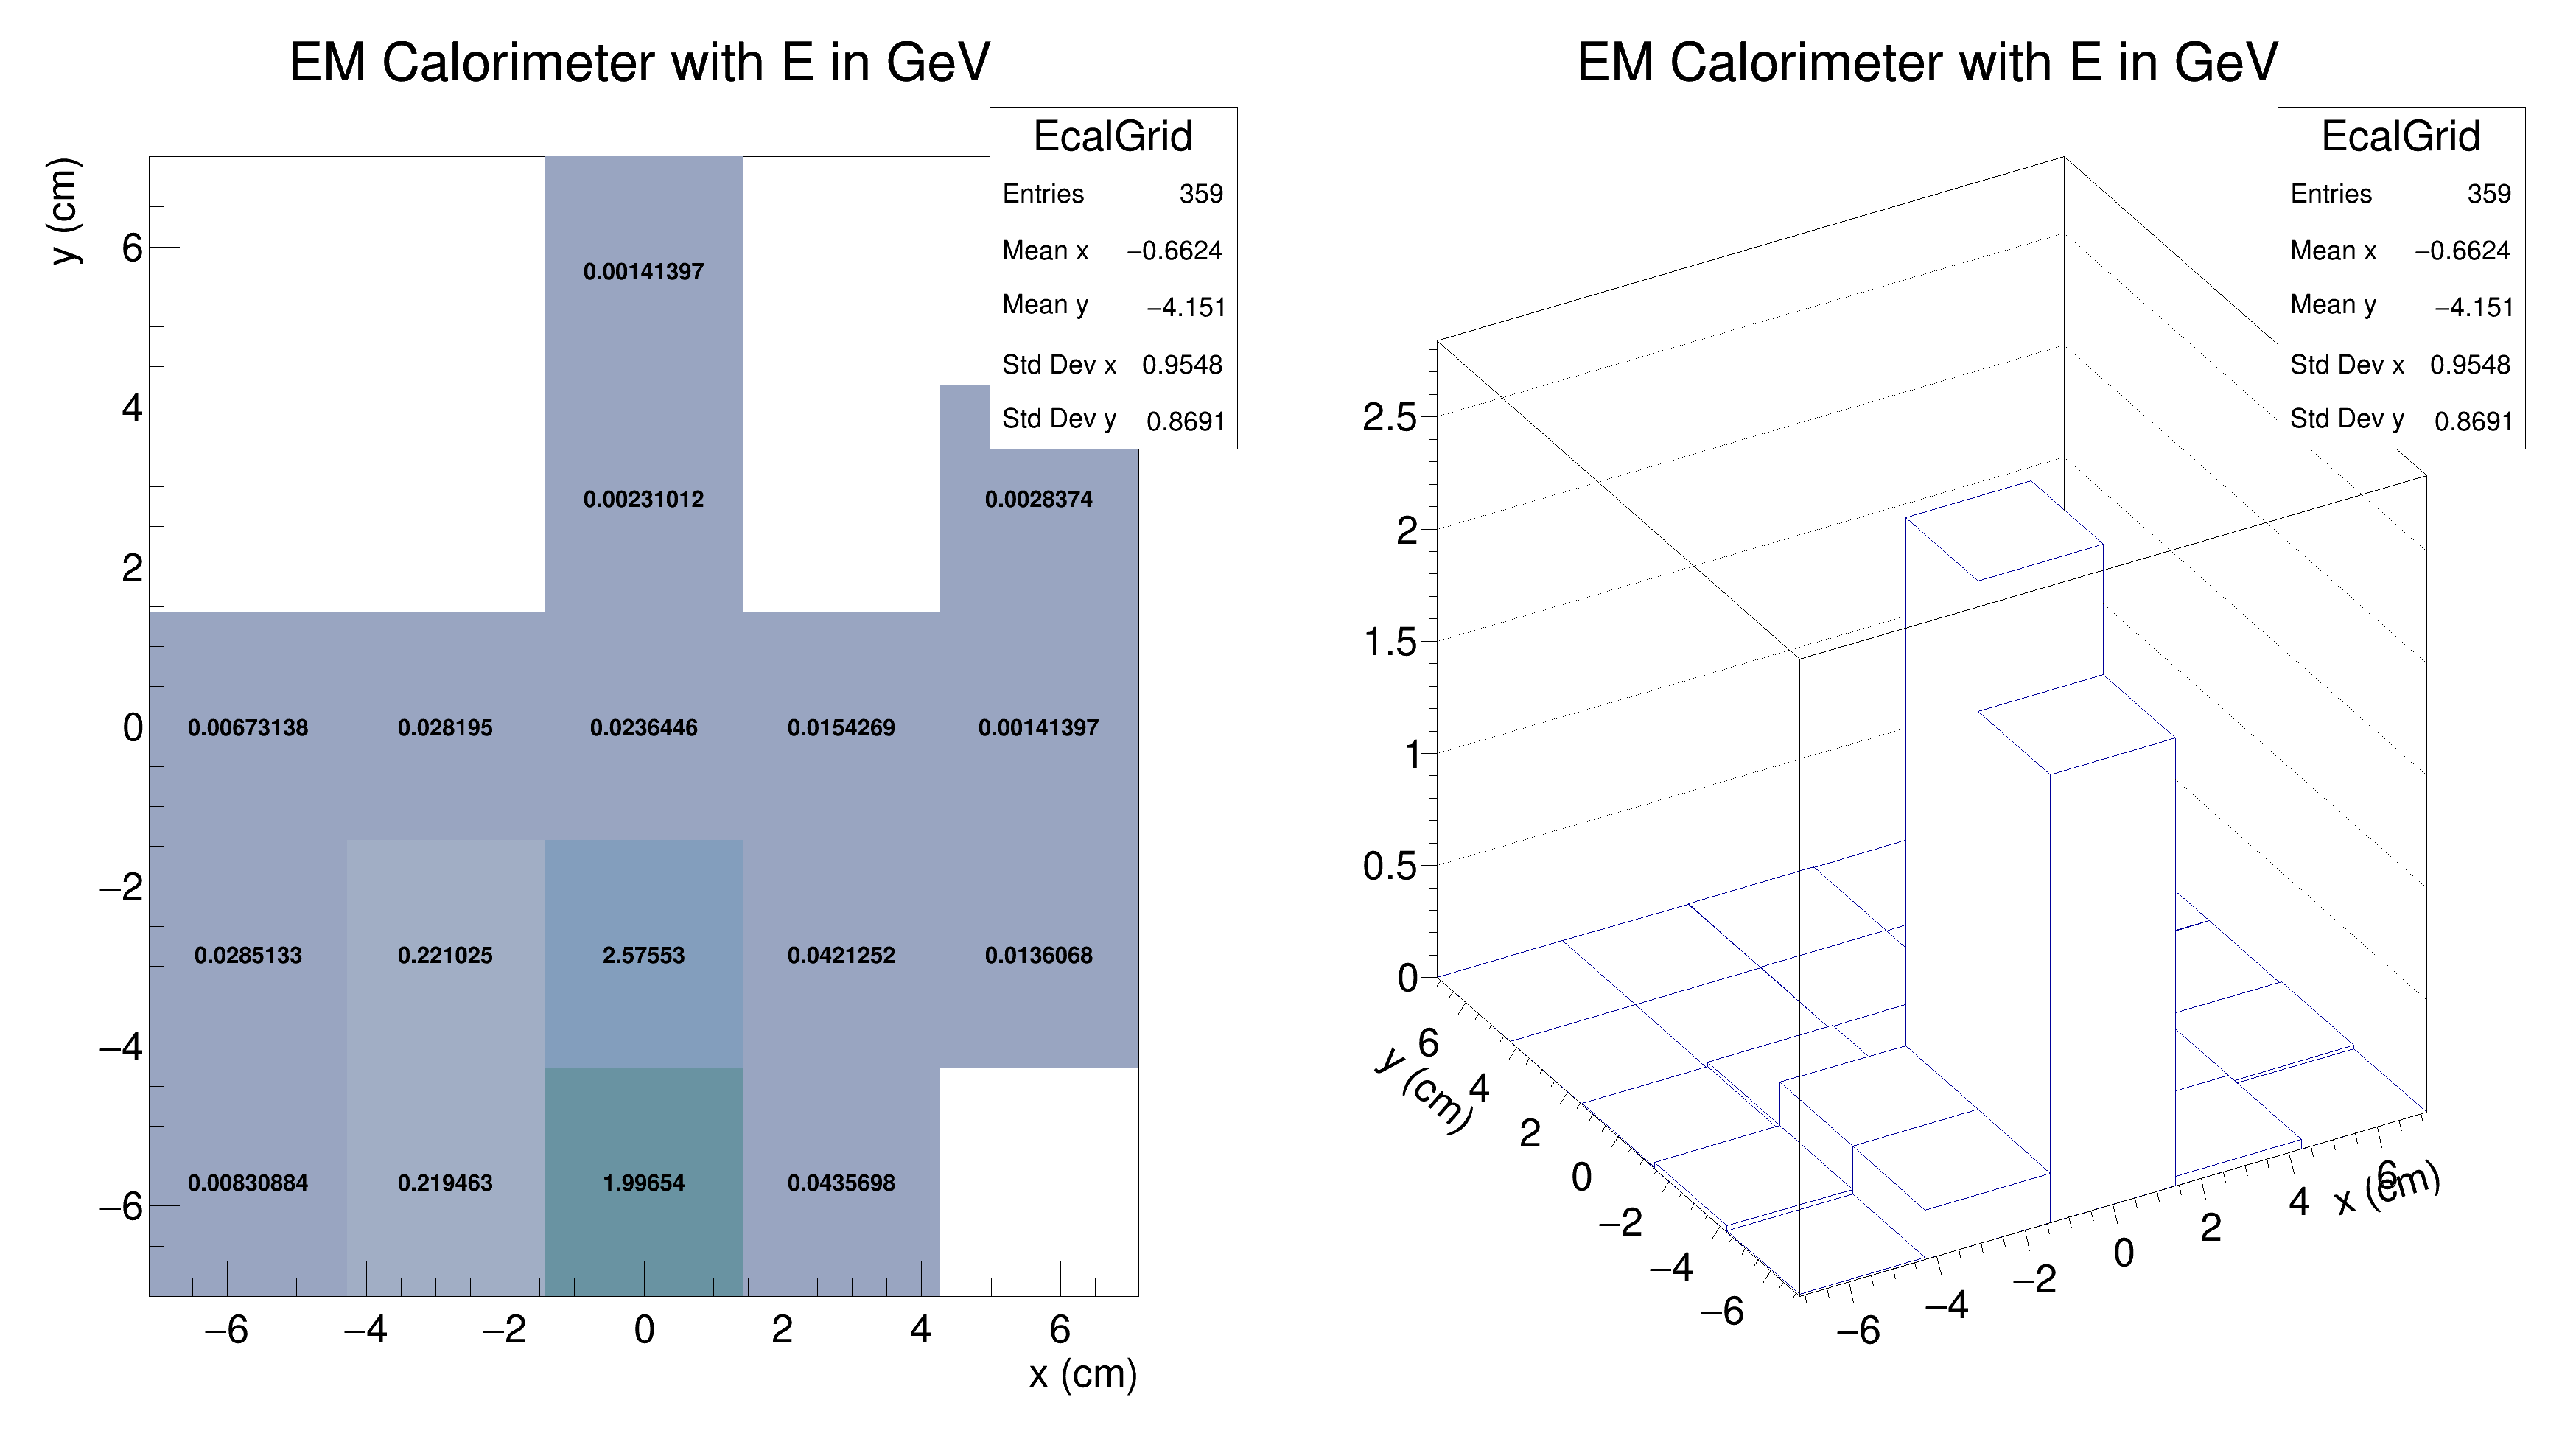 EM Calorimeter with E in GeV
y (cm)
EcalGrid
Entries 359
Mean x −0.6624
Mean y −4.151
Std Dev x 0.9548
Std Dev y 0.8691
6
4
2
0
−2
−4
−6
0.00141397
0.00231012 0.0028374
0.00673138 0.028195 0.0236446 0.0154269 0.00141397
0.0285133 0.221025 2.57553 0.0421252 0.0136068
0.00830884 0.219463 1.99654 0.0435698
−6 −4 −2 0 2 4 6
x (cm)
EM Calorimeter with E in GeV
EcalGrid
Entries 359
Mean x −0.6624
Mean y −4.151
Std Dev x 0.9548
Std Dev y 0.8691
2.5
2
1.5
1
0.5
0
y (cm)
6
4
2
0
−2
−4
−6
−6 −4 −2 0 2 4 6
x (cm)